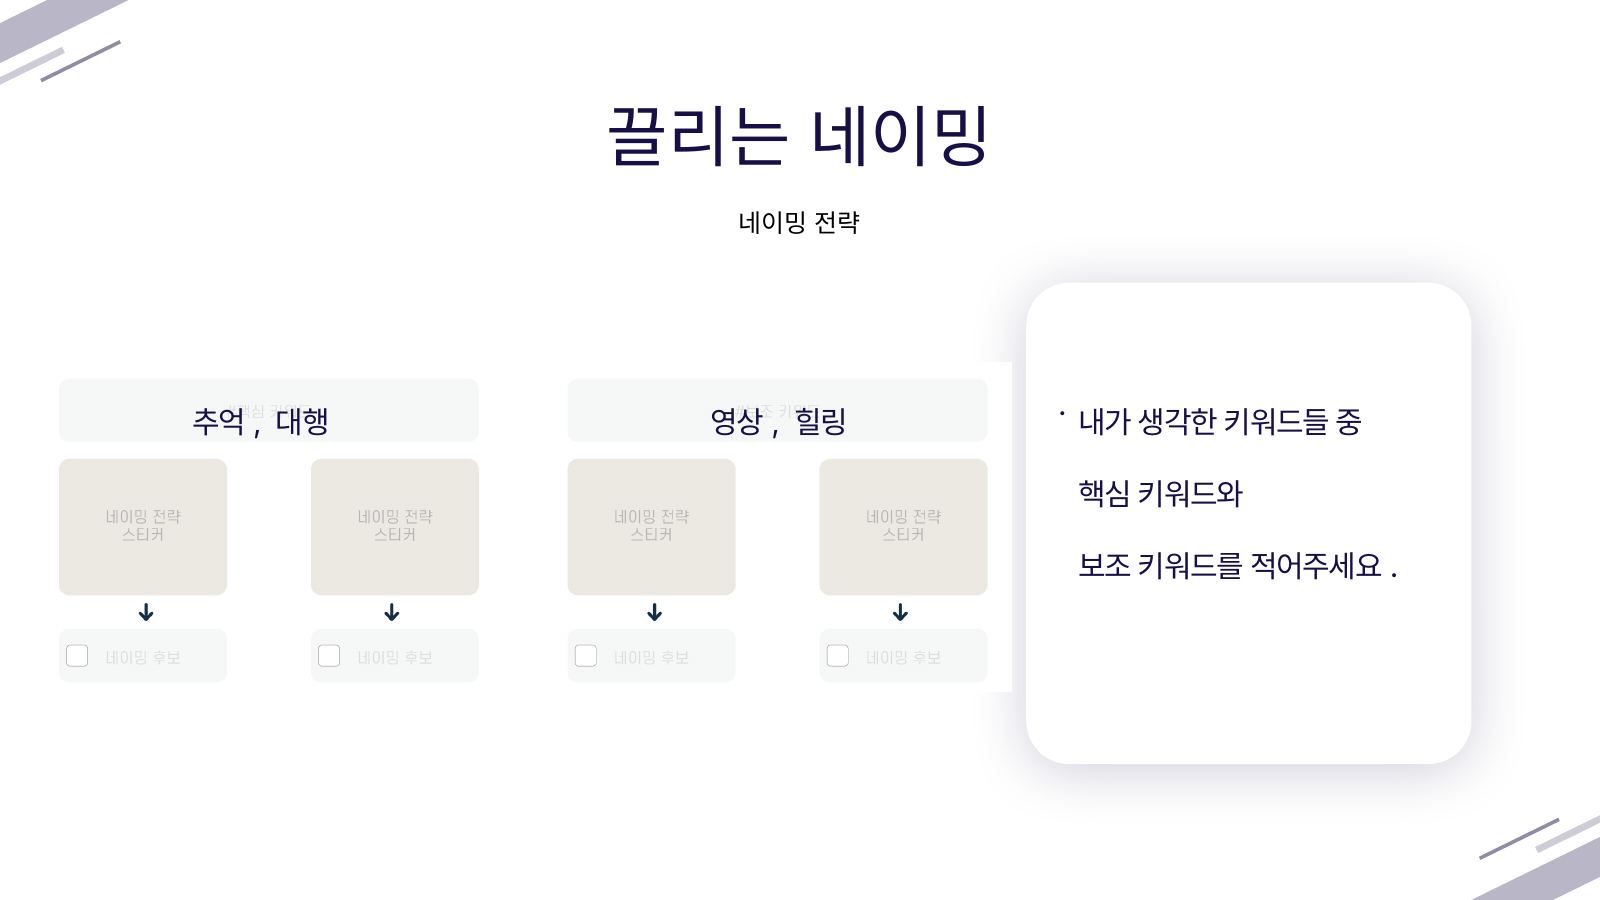 끌리는 네이밍
네이밍 전략
추억 , 대행
영상 , 힐링
네이밍 전략
스티커
네이밍 전략
스티커
네이밍 전략
스티커
네이밍 전략
스티커
네이밍 후보
네이밍 후보
네이밍 후보
네이밍 후보
· 내가 생각한 키워드들 중
핵심 키워드와
보조 키워드를 적어주세요 .